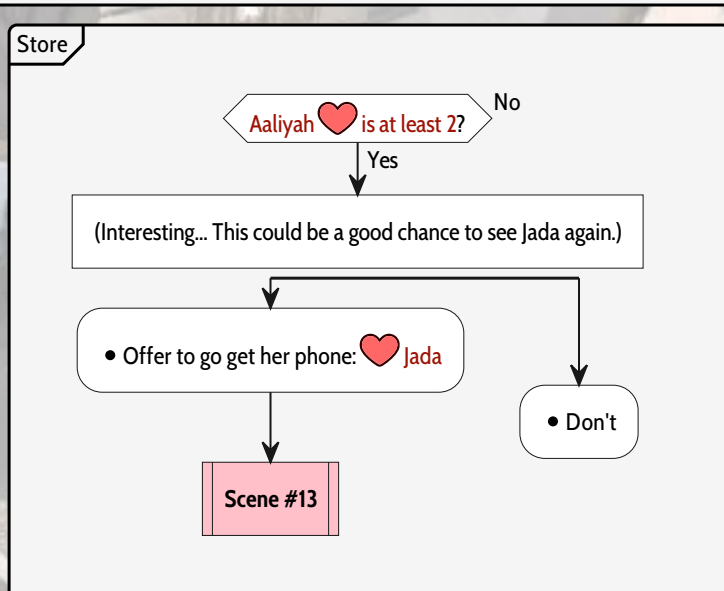 Store
Aaliyah is at least 2?
No
Yes
(Interesting... This could be a good chance to see Jada again.)
• Offer to go get her phone: Jada
• Don't
Scene #13